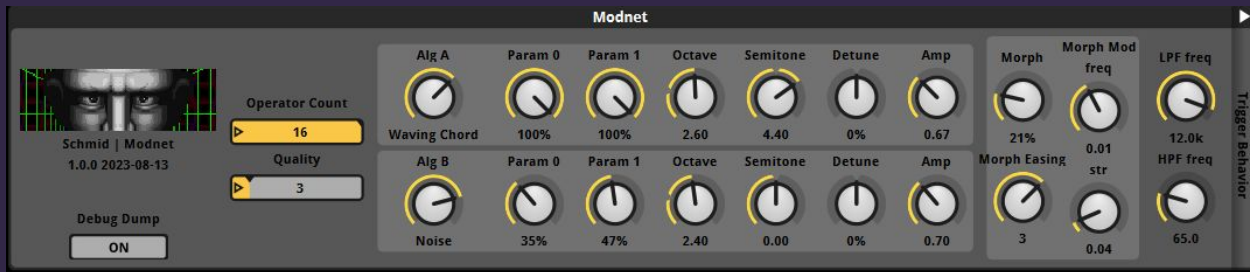 Modnet
Schmid | Modnet
1.0.0 2023-08-13
Debug Dump
ON
Operator Count
16
Quality
3
Alg A Param 0 Param 1 Octave Semitone Detune Amp
Waving Chord 100% 100% 2.60 4.40 0% 0.67
Alg B Param 0 Param 1 Octave Semitone Detune Amp
Noise 35% 47% 2.40 0.00 0% 0.70
Morph
21%
Morph Easing
3
Morph Mod
freq
0.01
str
0.04
LPF freq
12.0k
HPF freq
65.0
Trigger Behavior